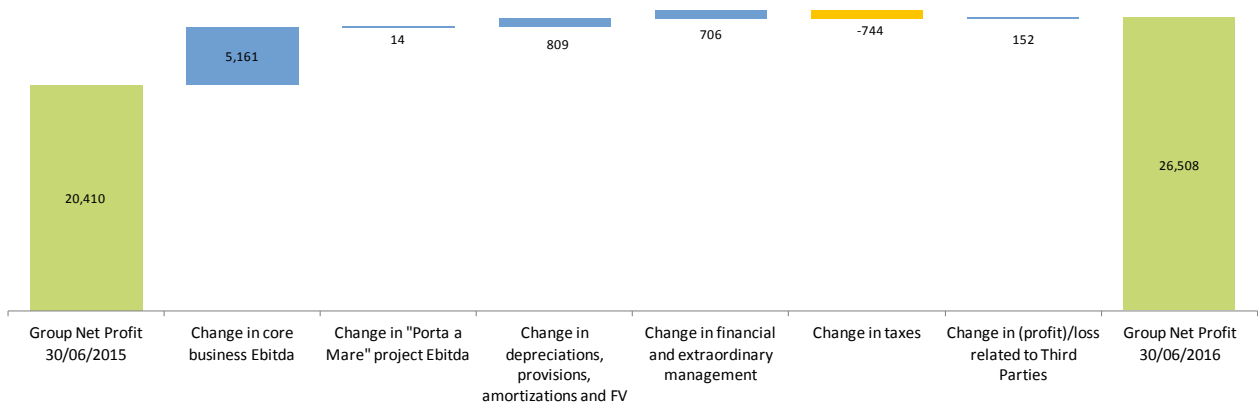 5,161
14
809
706
-744
152
20,410
26,508
Group Net Profit
30/06/2015
Change in core
business Ebitda
Change in "Porta a
Mare" project Ebitda
Change in
depreciations,
provisions,
amortizations and FV
Change in financial
and extraordinary
management
Change in taxes
Change in (profit)/loss
related to Third
Parties
Group Net Profit
30/06/2016